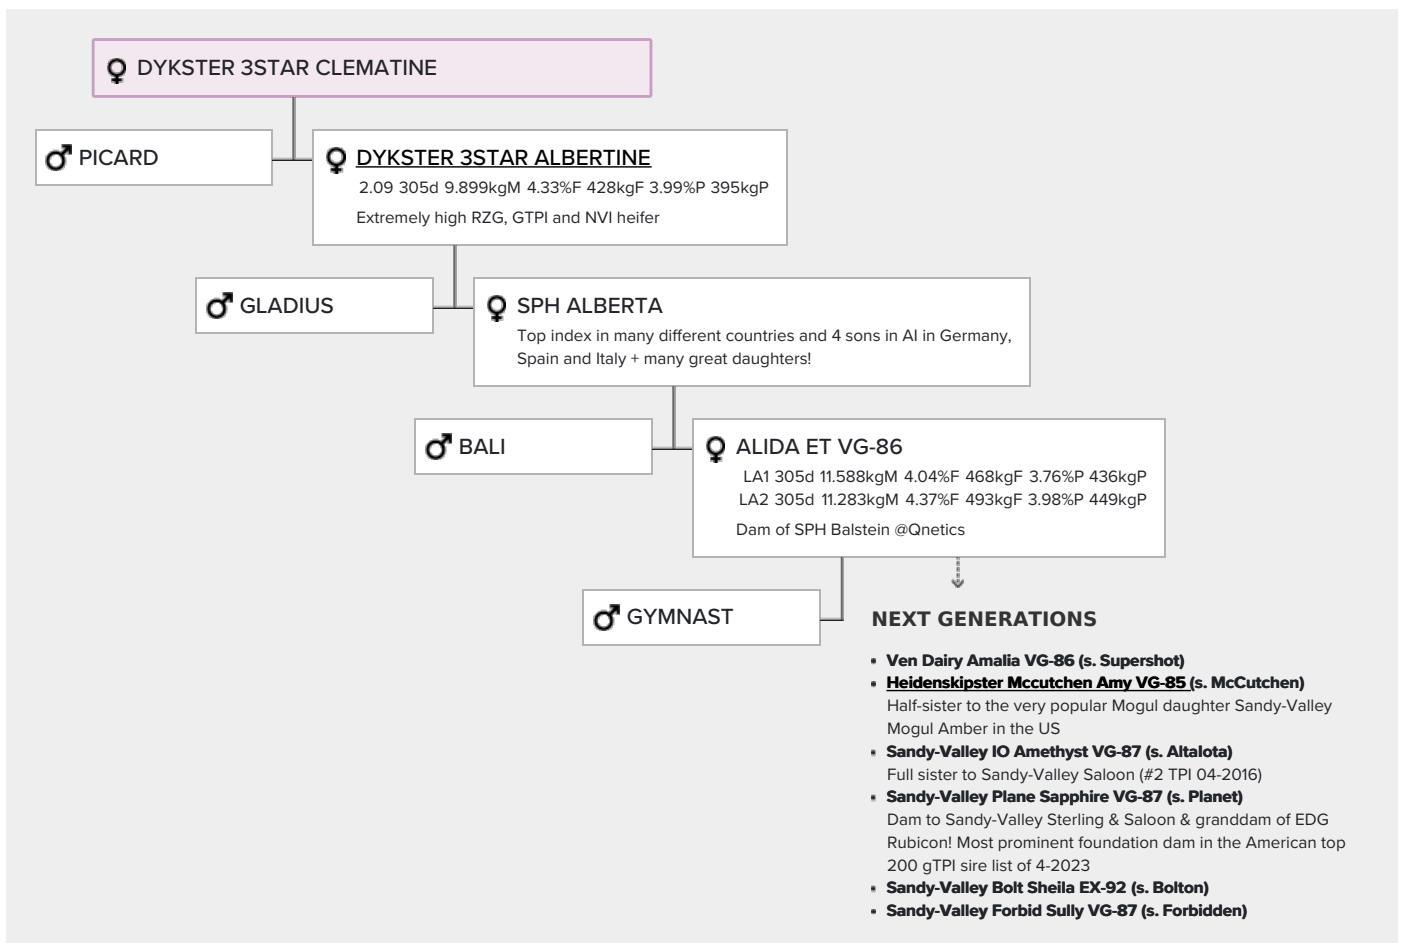 DYKSTER 3STAR CLEMATINE
PICARD
DYKSTER 3STAR ALBERTINE
2.09 305d 9.899kgM 4.33%F 428kgF 3.99%P 395kgP
Extremely high RZG, GTPI and NVI heifer
GLADIUS
SPH ALBERTA
Top index in many different countries and 4 sons in AI in Germany,
Spain and Italy + many great daughters!
BALI
ALIDA ET VG-86
LA1 305d 11.588kgM 4.04%F 468kgF 3.76%P 436kgP
LA2 305d 11.283kgM 4.37%F 493kgF 3.98%P 449kgP
Dam of SPH Balstein @Qnetics
GYMNAST
NEXT GENERATIONS
• Ven Dairy Amalia VG-86 (s. Supershot)
• Heidenskipster Mccutchen Amy VG-85 (s. McCutchen)
Half-sister to the very popular Mogul daughter Sandy-Valley
Mogul Amber in the US
• Sandy-Valley IO Amethyst VG-87 (s. AltaIota)
Full sister to Sandy-Valley Saloon (#2 TPI 04-2016)
• Sandy-Valley Plane Sapphire VG-87 (s. Planet)
Dam to Sandy-Valley Sterling & Saloon & granddam of EDG
Rubicon! Most prominent foundation dam in the American top
200 gTPI sire list of 4-2023
• Sandy-Valley Bolt Sheila EX-92 (s. Bolton)
• Sandy-Valley Forbid Sully VG-87 (s. Forbidden)